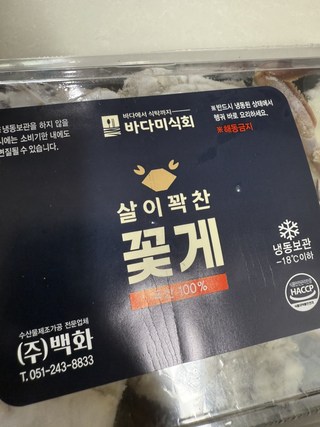 냉동보관을 하지 않을
시에는 소비기한 내에도
변질될 수 있습니다.
바다에서 식탁까지
바다미식회
※반드시 냉동된 상태에서
헹궈 바로 요리하세요.
※해동금지
살이꽉찬
꽃게
100%
냉동보관
-18℃이하
HACCP
수산물제조가공 전문업체
(주)백화
T. 051-243-8833